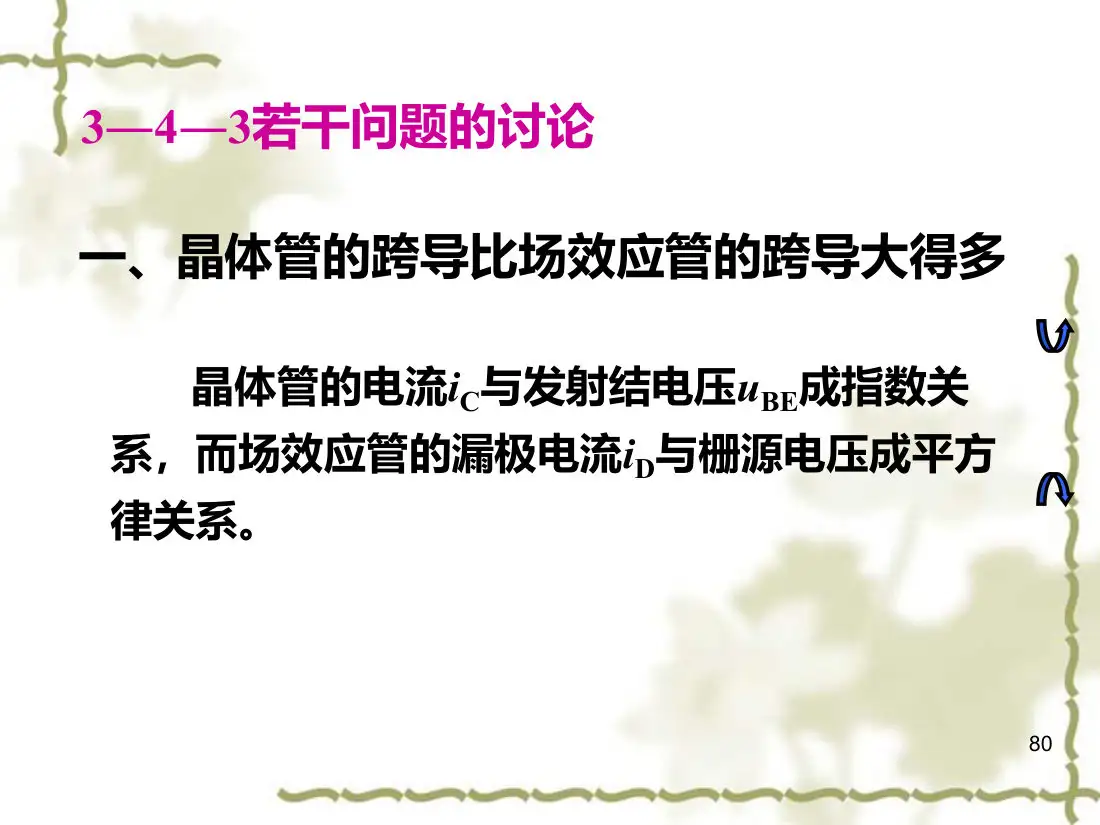 3—4—3若干问题的讨论
一、晶体管的跨导比场效应管的跨导大得多
晶体管的电流iC与发射结电压uBE成指数关
系，而场效应管的漏极电流iD与栅源电压成平方
律关系。
80